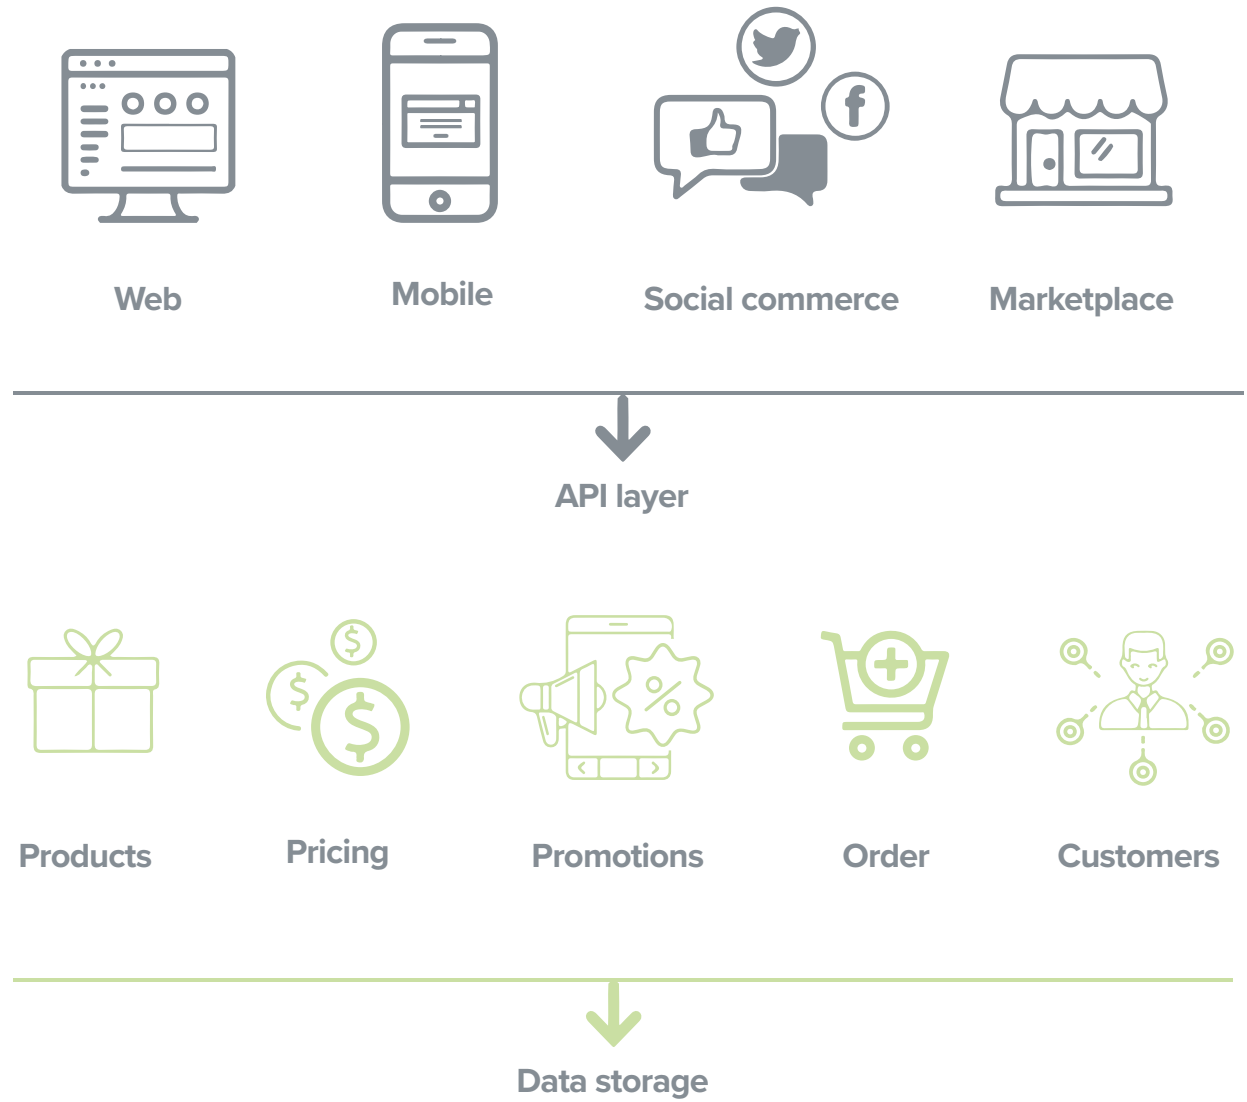 Web
Mobile
Social commerce
Marketplace
API layer
Products
Pricing
Promotions
Order
Customers
Data storage